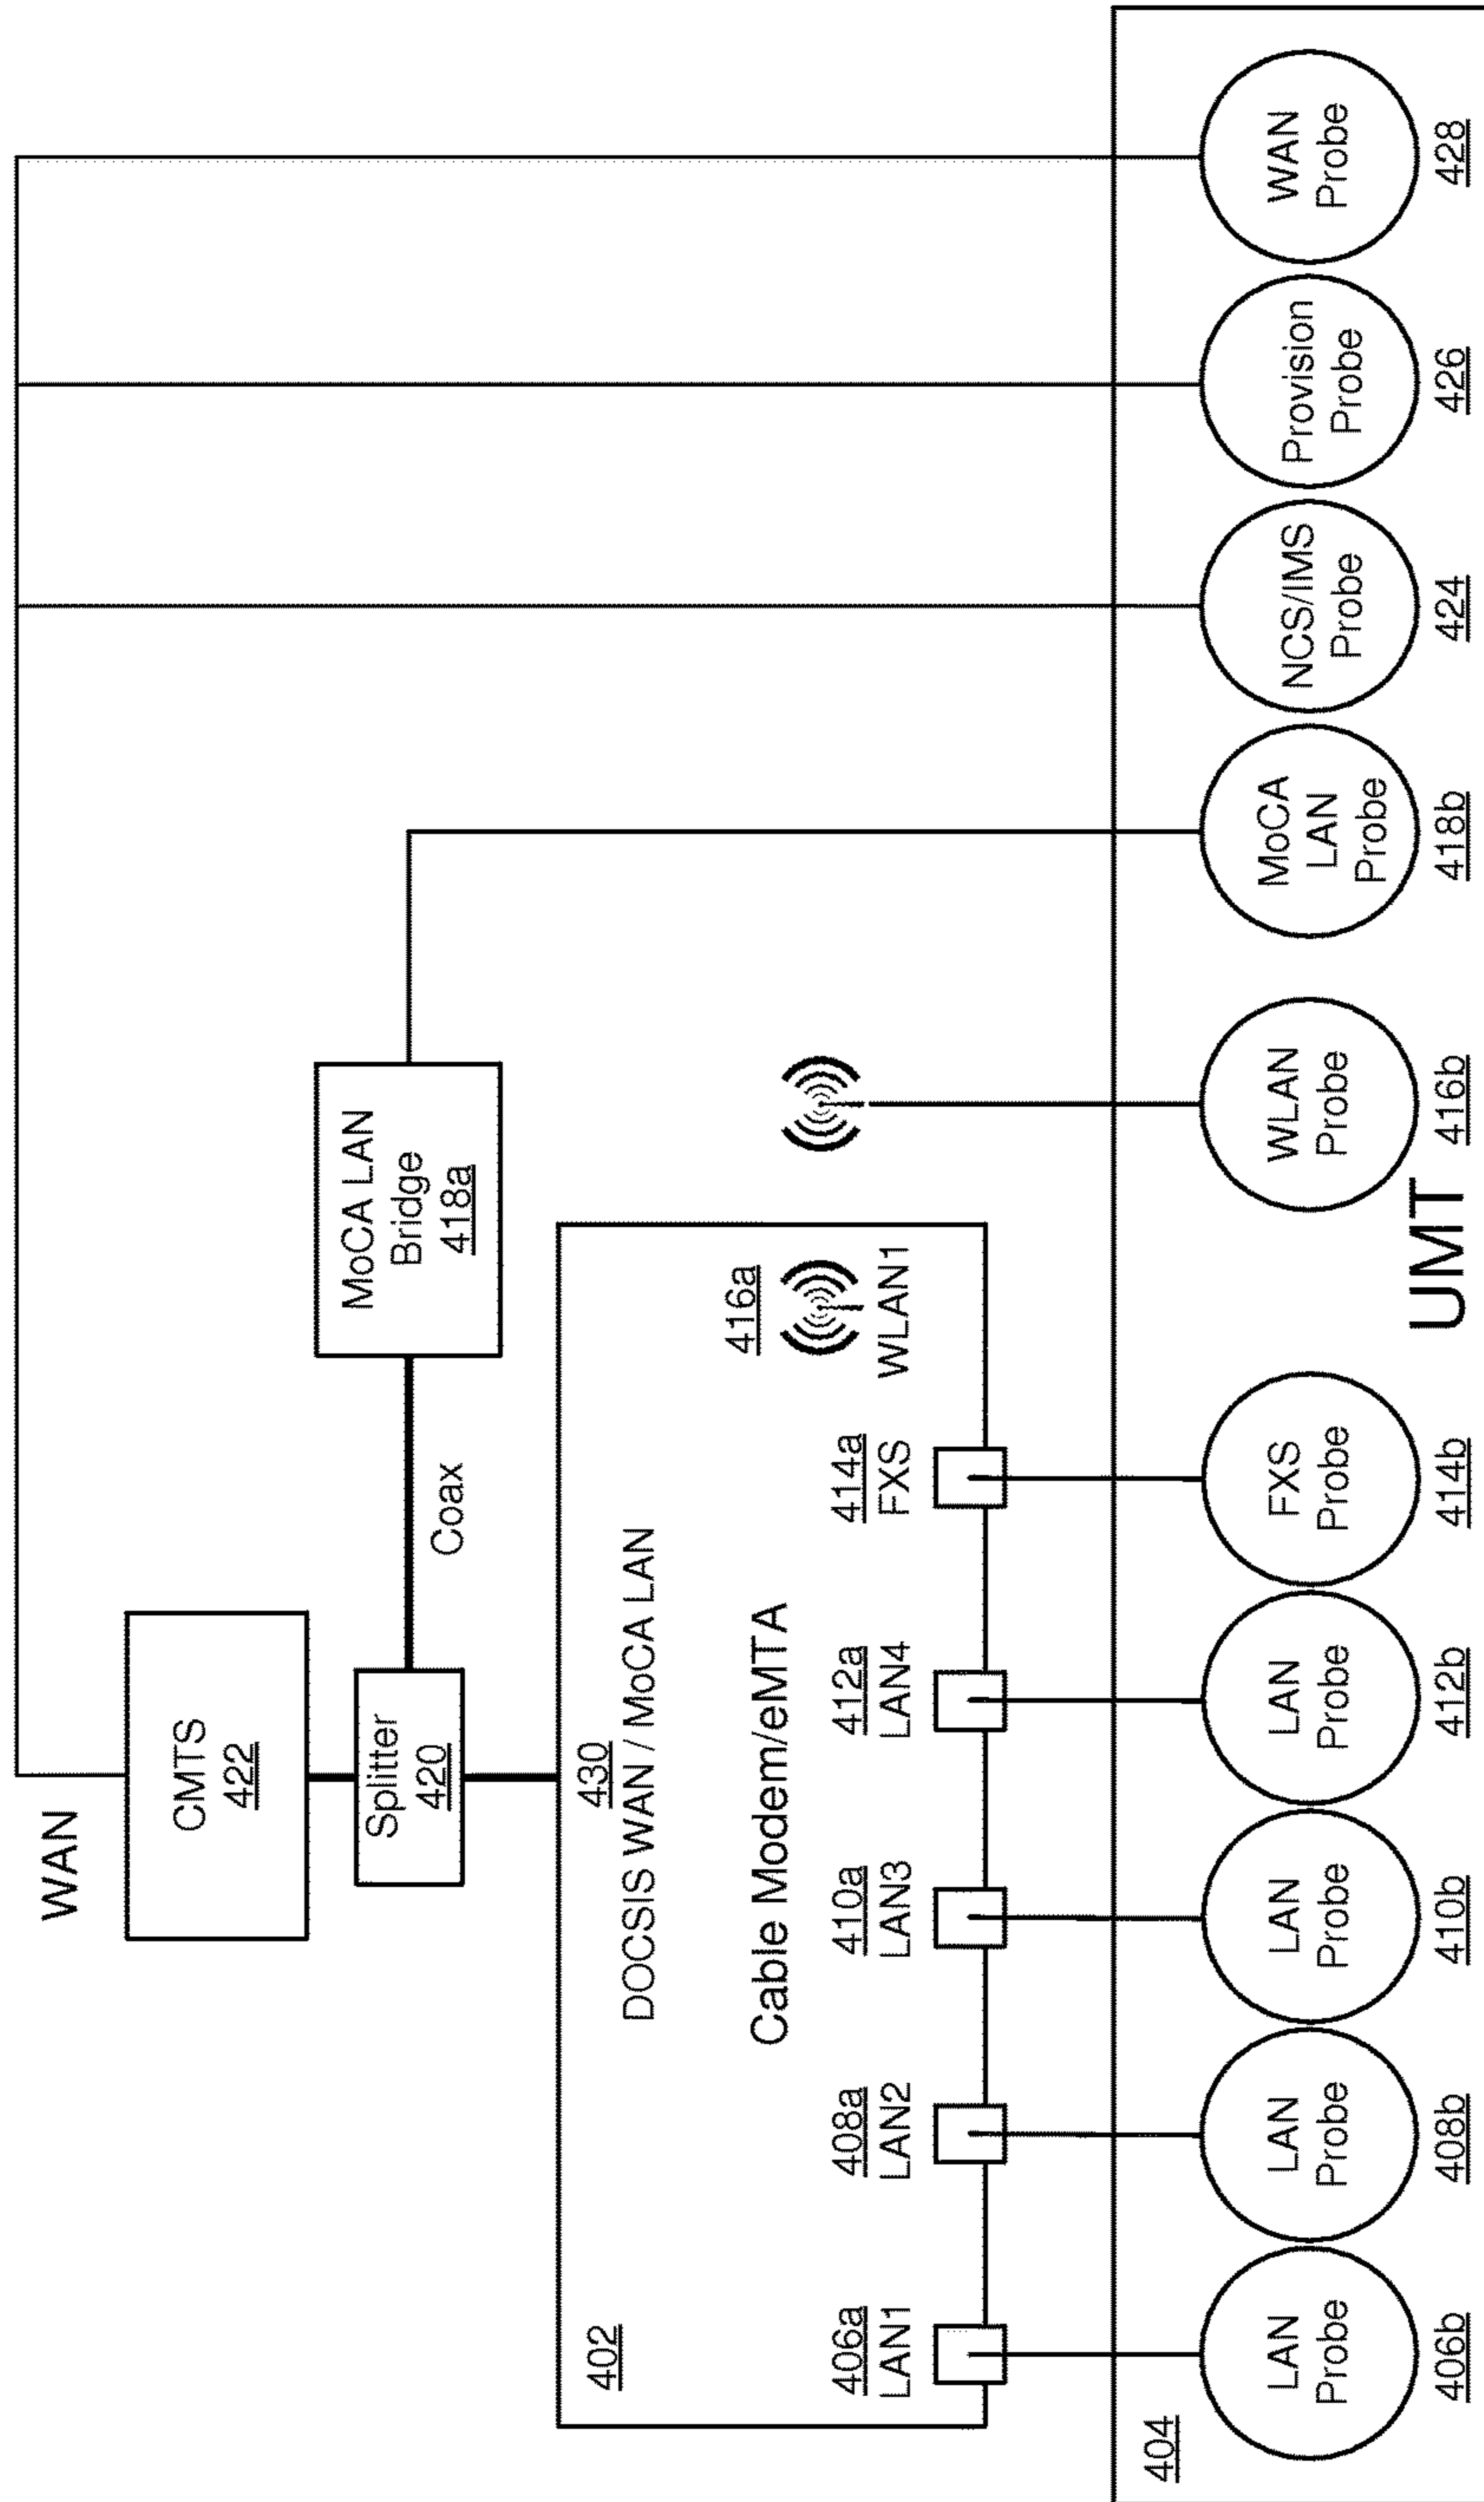 WAN
CMTS
422
Splitter
420
Coax
MoCA LAN
Bridge
418a
402
430
DOCSIS WAN / MoCA LAN
Cable Modem/eMTA
406a
LAN1
408a
LAN2
410a
LAN3
412a
LAN4
414a
FXS
416a
WLAN1
404
LAN
Probe
406b
LAN
Probe
408b
LAN
Probe
410b
LAN
Probe
412b
FXS
Probe
414b
UMT
WLAN
Probe
416b
MoCA
LAN
Probe
418b
NCS/IMS
Probe
424
Provision
Probe
426
WAN
Probe
428